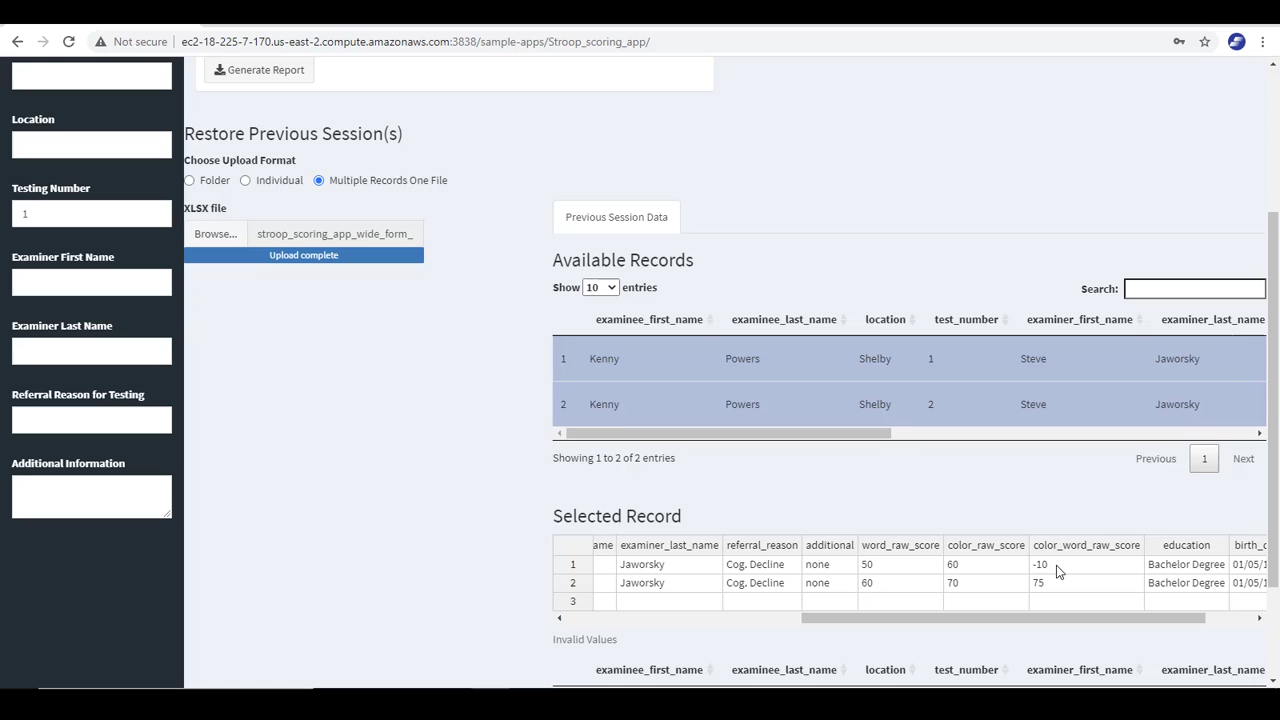 Not secure
ec2-18-225-7-170.us-east-2.compute.amazonaws.com:3838/sample-apps/Stroop_scoring_app/
Generate Report
Location
Testing Number
1
Examiner First Name
Examiner Last Name
Referral Reason for Testing
Additional Information
Restore Previous Session(s)
Choose Upload Format
Folder Individual Multiple Records One File
XLSX file
Browse... stroop_scoring_app_wide_form_
Upload complete
Previous Session Data
Available Records
Show 10 entries
Search:
examinee_first_name examinee_last_name location test_number examiner_first_name examiner_last_name
1 Kenny Powers Shelby 1 Steve Jaworsky
2 Kenny Powers Shelby 2 Steve Jaworsky
Showing 1 to 2 of 2 entries
Previous 1 Next
Selected Record
ame examiner_last_name referral_reason additional word_raw_score color_raw_score color_word_raw_score education birth_
1 Jaworsky Cog. Decline none 50 60 -10 Bachelor Degree 01/05/1
2 Jaworsky Cog. Decline none 60 70 75 Bachelor Degree 01/05/1
3
Invalid Values
examinee_first_name examinee_last_name location test_number examiner_first_name examiner_last_name